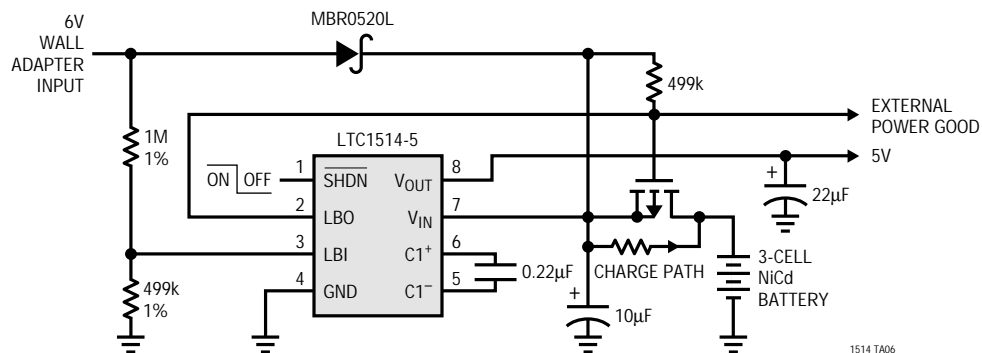 MBR0520L
6V
WALL
ADAPTER
INPUT
499k
EXTERNAL
POWER GOOD
1M
1%
LTC1514-5
5V
ON OFF
1 SHDN VOUT 8
2 LBO VIN 7
3 LBI C1+ 6
4 GND C1– 5
+
22µF
0.22µF
CHARGE PATH
3-CELL
NiCd
BATTERY
499k
1%
+
10µF
1514 TA06